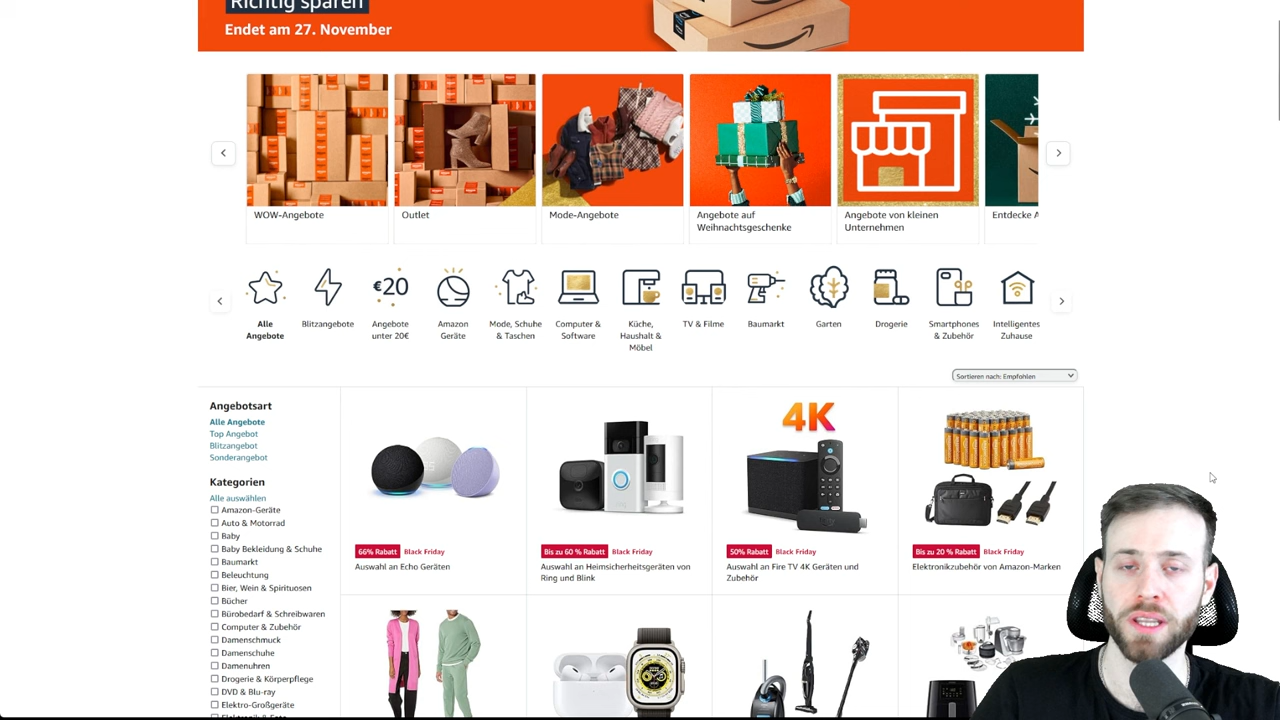 Richtig sparen
Endet am 27. November
WOW-Angebote
Outlet
Mode-Angebote
Angebote auf
Weihnachtsgeschenke
Angebote von kleinen
Unternehmen
Entdecke A
€20
Alle
Angebote
Blitzangebote
Angebote
unter 20€
Amazon
Geräte
Mode, Schuhe
& Taschen
Computer &
Software
Küche,
Haushalt &
Möbel
TV & Filme
Baumarkt
Garten
Drogerie
Smartphones
& Zubehör
Intelligentes
Zuhause
Sortieren nach: Empfohlen
Angebotsart
Alle Angebote
Top Angebot
Blitzangebot
Sonderangebot
Kategorien
Alle auswählen
Amazon-Geräte
Auto & Motorrad
Baby
Baby Bekleidung & Schuhe
Baumarkt
Beleuchtung
Bier, Wein & Spirituosen
Bücher
Bürobedarf & Schreibwaren
Computer & Zubehör
Damenschmuck
Damenschuhe
Damenuhren
Drogerie & Körperpflege
DVD & Blu-ray
Elektro-Großgeräte
66% Rabatt Black Friday
Auswahl an Echo Geräten
Bis zu 60 % Rabatt Black Friday
Auswahl an Heimsicherheitsgeräten von
Ring und Blink
4K
50% Rabatt Black Friday
Auswahl an Fire TV 4K Geräten und
Zubehör
Bis zu 20 % Rabatt Black Friday
Elektronikzubehör von Amazon-Marken